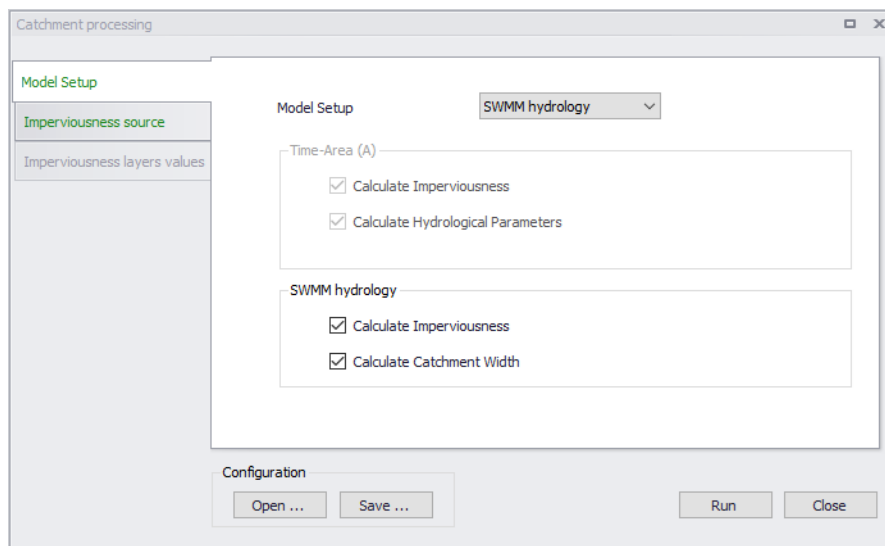 Catchment processing
Model Setup
Imperviousness source
Imperviousness layers values
Model Setup SWMM hydrology
Time-Area (A)
Calculate Imperviousness
Calculate Hydrological Parameters
SWMM hydrology
Calculate Imperviousness
Calculate Catchment Width
Configuration
Open ... Save ... Run Close